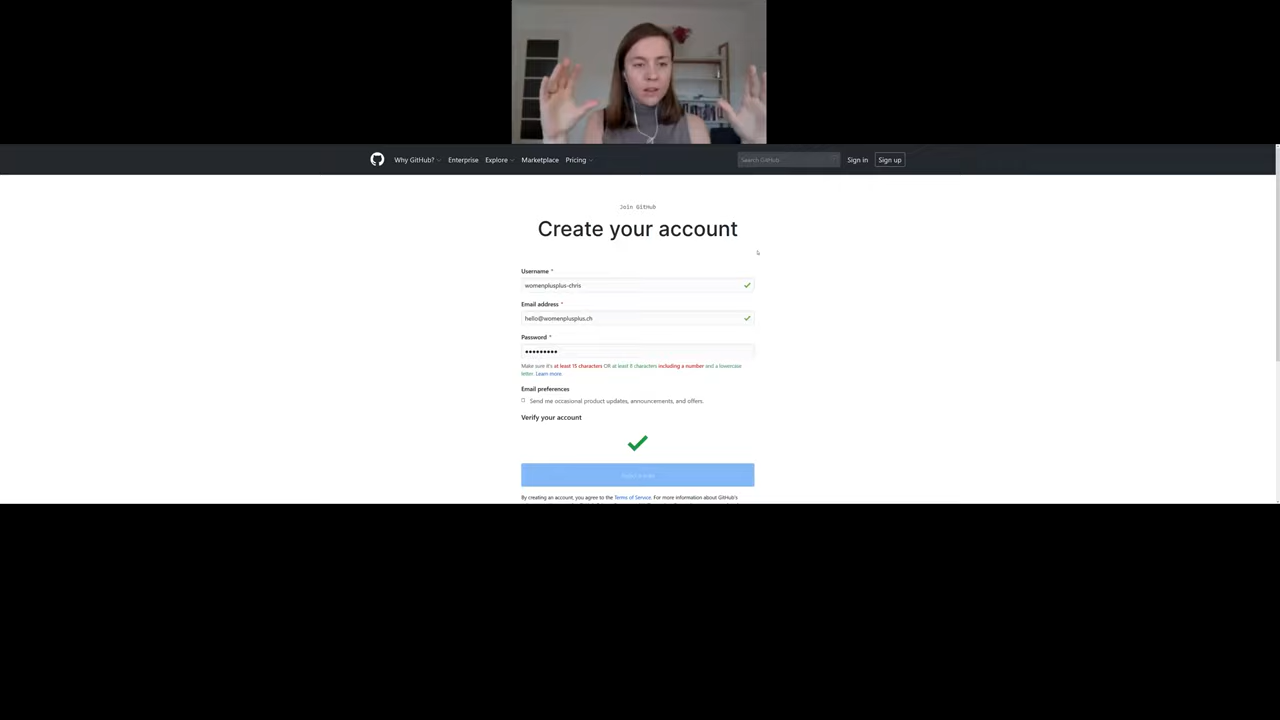 Why GitHub? Enterprise Explore Marketplace Pricing Search GitHub Sign in Sign up
Join GitHub
Create your account
Username *
womenplusplus-chris
Email address *
hello@womenplusplus.ch
Password *
•••••••••
Make sure it's at least 15 characters OR at least 8 characters including a number and a lowercase
letter. Learn more.
Email preferences
Send me occasional product updates, announcements, and offers.
Verify your account
By creating an account, you agree to the Terms of Service. For more information about GitHub's